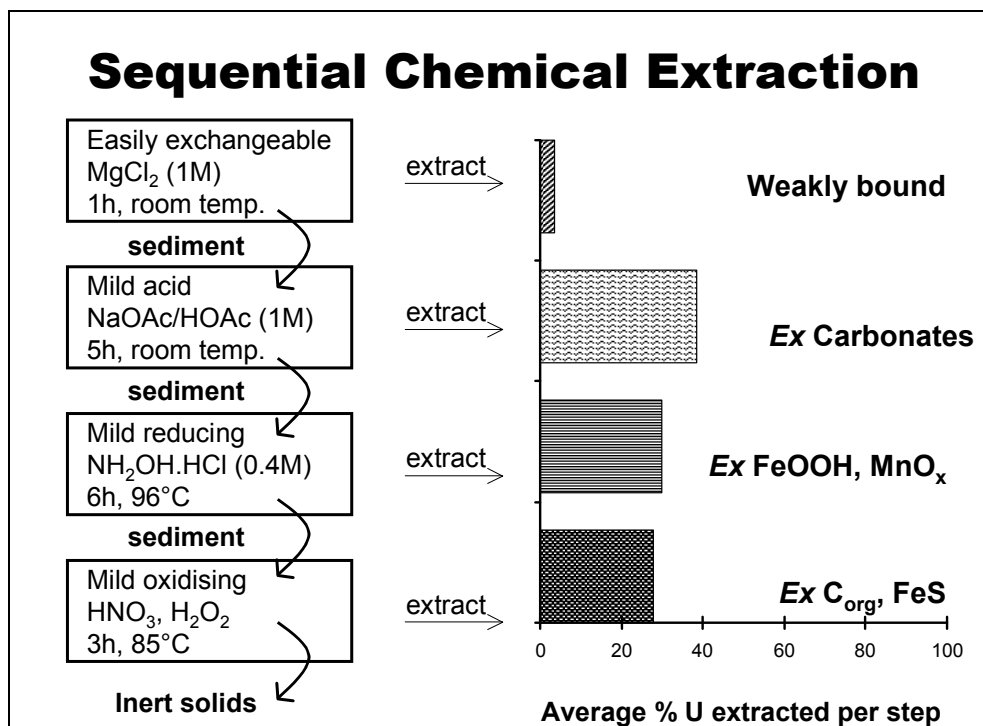 Sequential Chemical Extraction
Easily exchangeable
MgCl₂ (1M)
1h, room temp.
extract
Weakly bound
sediment
Mild acid
NaOAc/HOAc (1M)
5h, room temp.
extract
Ex Carbonates
sediment
Mild reducing
NH₂OH.HCl (0.4M)
6h, 96°C
extract
Ex FeOOH, MnOₓ
sediment
Mild oxidising
HNO₃, H₂O₂
3h, 85°C
extract
Ex C_org, FeS
0 20 40 60 80 100
Inert solids
Average % U extracted per step